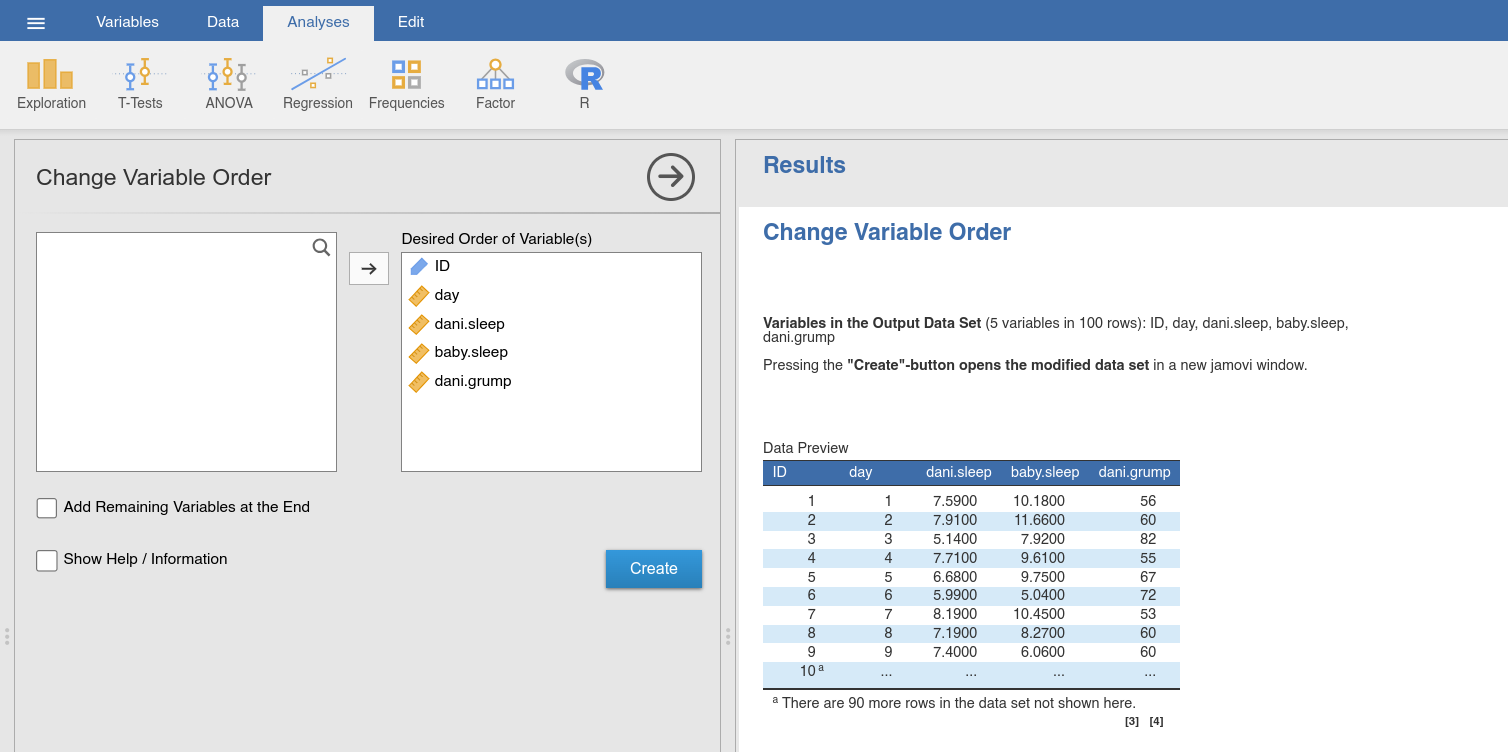 Variables Data Analyses Edit
Exploration T-Tests ANOVA Regression Frequencies Factor R
Change Variable Order
Desired Order of Variable(s)
ID
day
dani.sleep
baby.sleep
dani.grump
Add Remaining Variables at the End
Show Help / Information
Create
Results
Change Variable Order
Variables in the Output Data Set (5 variables in 100 rows): ID, day, dani.sleep, baby.sleep,
dani.grump
Pressing the "Create"-button opens the modified data set in a new jamovi window.
Data Preview
ID day dani.sleep baby.sleep dani.grump
1 1 7.5900 10.1800 56
2 2 7.9100 11.6600 60
3 3 5.1400 7.9200 82
4 4 7.7100 9.6100 55
5 5 6.6800 9.7500 67
6 6 5.9900 5.0400 72
7 7 8.1900 10.4500 53
8 8 7.1900 8.2700 60
9 9 7.4000 6.0600 60
10 a ... ... ... ...
a There are 90 more rows in the data set not shown here.
[3] [4]